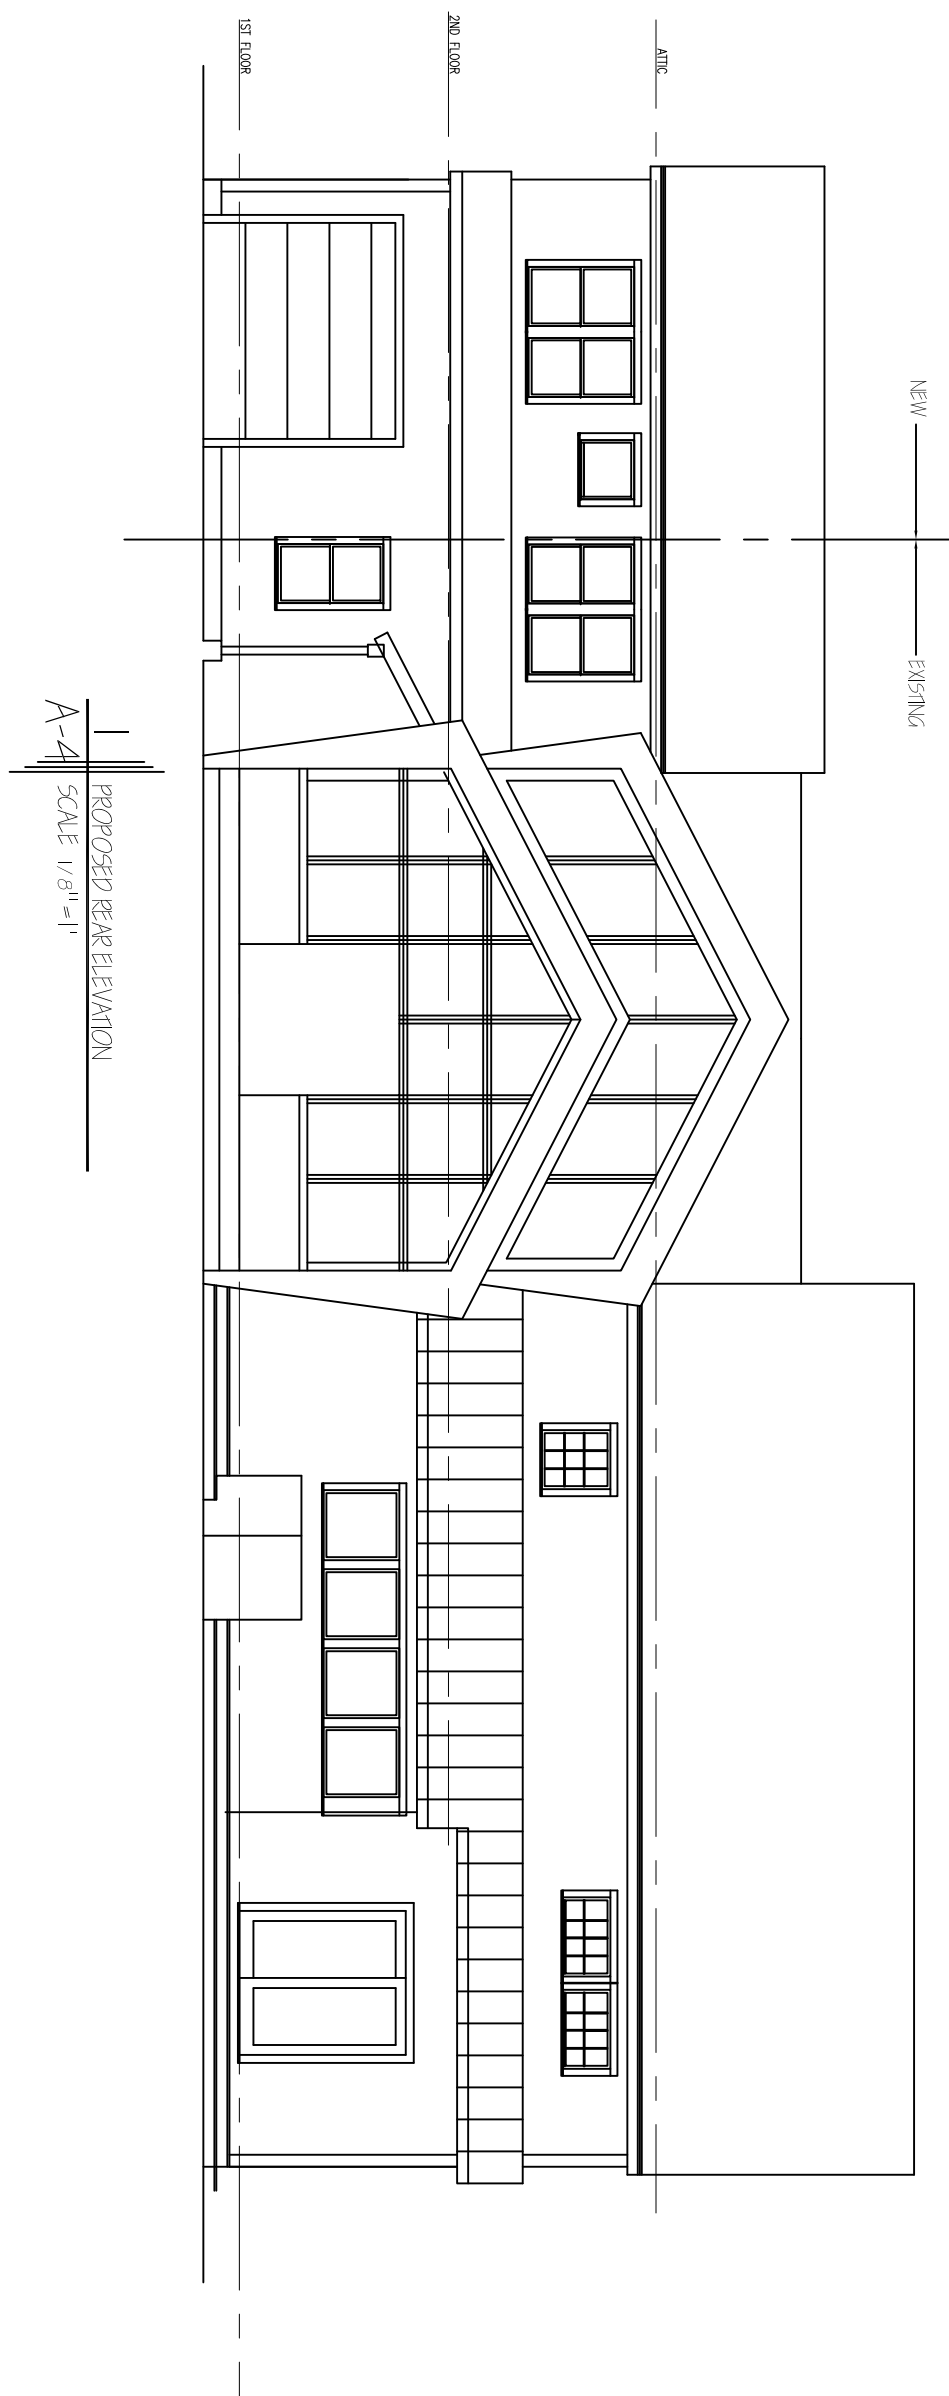 NEW
EXISTING
ATTIC
2ND FLOOR
1ST FLOOR
1
A-4
PROPOSED REAR ELEVATION
SCALE 1/8"=1'